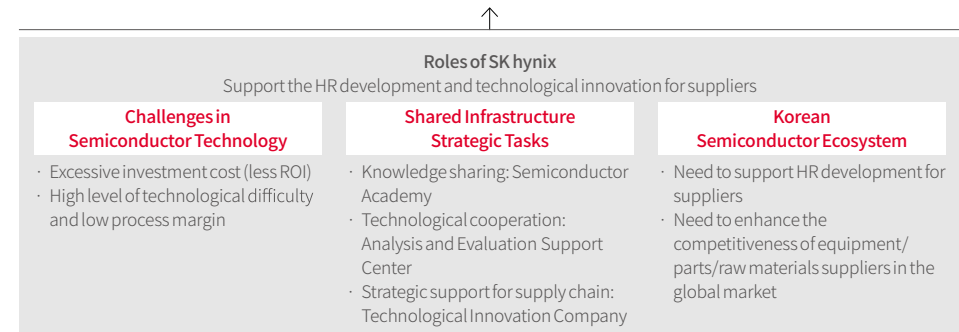 Roles of SK hynix
Support the HR development and technological innovation for suppliers
Challenges in
Semiconductor Technology
· Excessive investment cost (less ROI)
· High level of technological difficulty
and low process margin
Shared Infrastructure
Strategic Tasks
· Knowledge sharing: Semiconductor
Academy
· Technological cooperation:
Analysis and Evaluation Support
Center
· Strategic support for supply chain:
Technological Innovation Company
Korean
Semiconductor Ecosystem
· Need to support HR development for
suppliers
· Need to enhance the
competitiveness of equipment/
parts/raw materials suppliers in the
global market